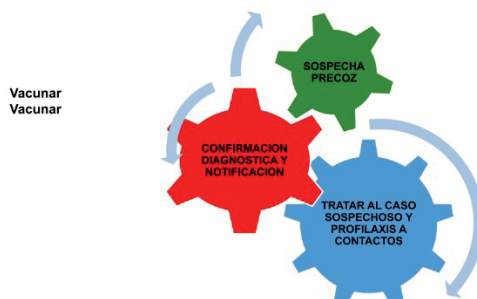 SOSPECHA
PRECOZ
Vacunar
Vacunar
CONFIRMACION
DIAGNOSTICA Y
NOTIFICACION
TRATAR AL CASO
SOSPECHOSO Y
PROFILAXIS A
CONTACTOS